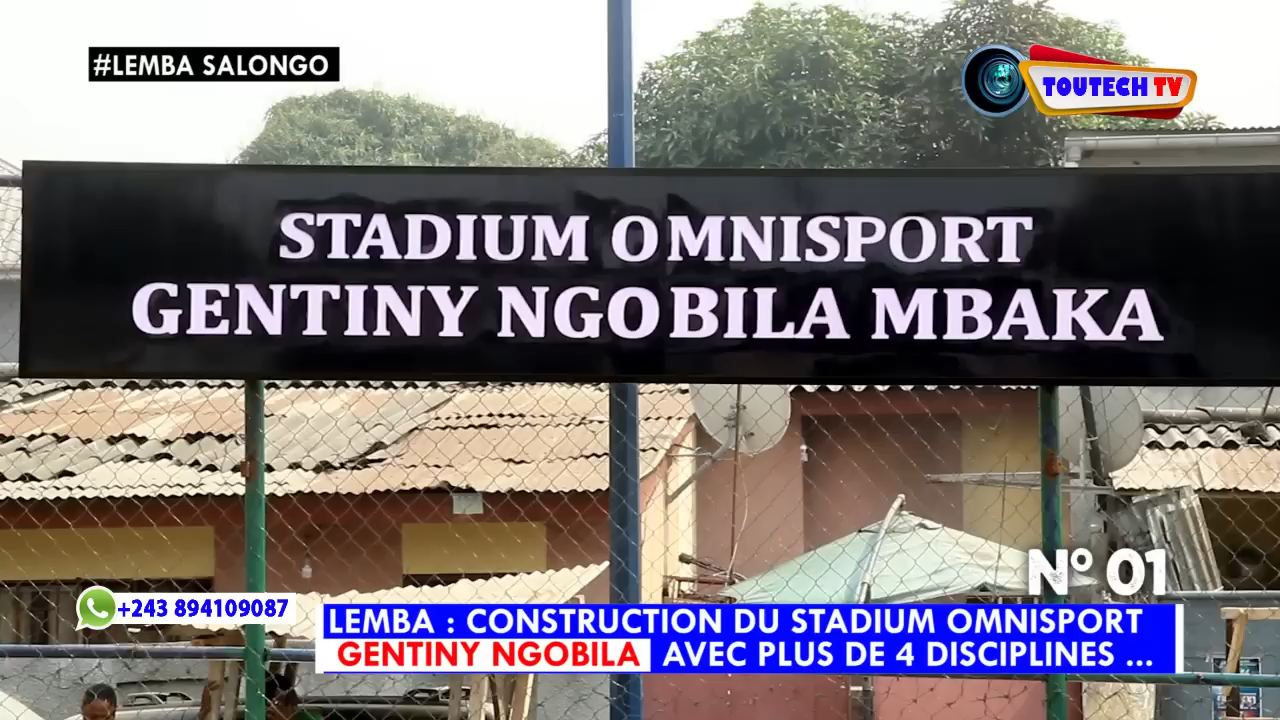 #LEMBA SALONGO
TOUTECH TV
STADIUM OMNISPORT
GENTINY NGOBILA MBAKA
N° 01
+243 894109087
LEMBA : CONSTRUCTION DU STADIUM OMNISPORT
GENTINY NGOBILA AVEC PLUS DE 4 DISCIPLINES ...